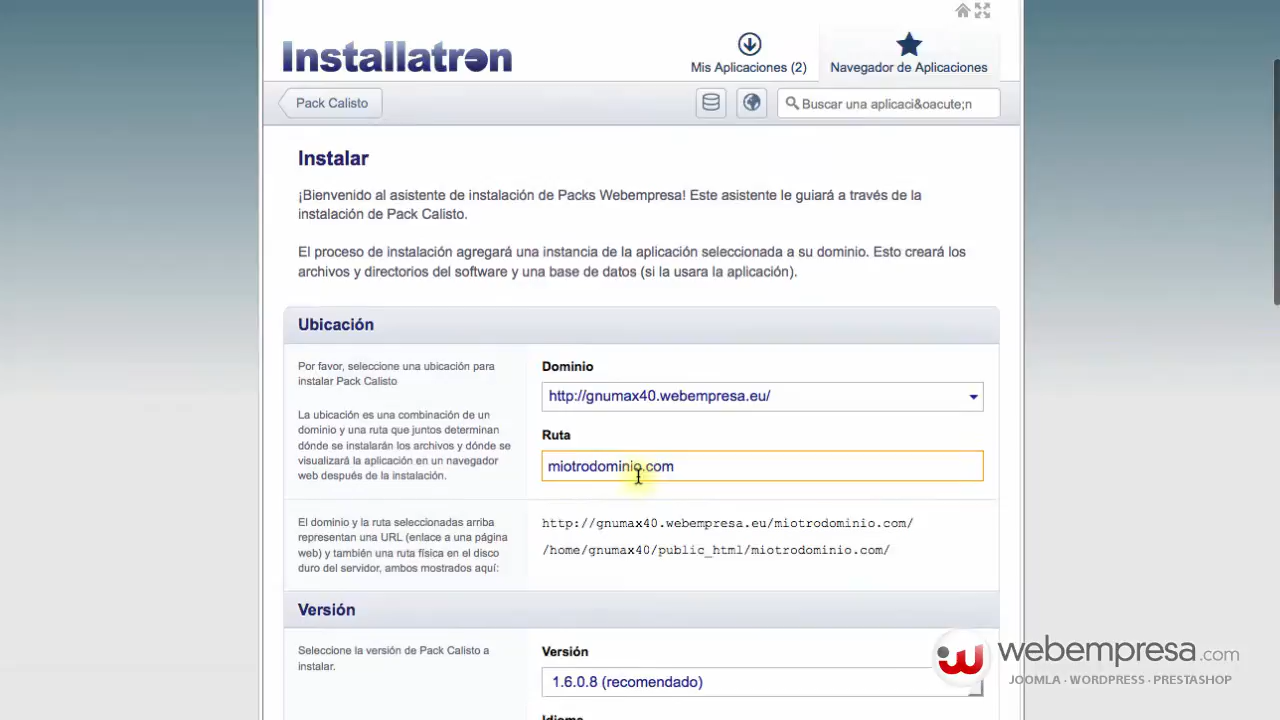 Installatron
Mis Aplicaciones (2)
Navegador de Aplicaciones
Pack Calisto
Buscar una aplicaci&oacute;n
Instalar
¡Bienvenido al asistente de instalación de Packs Webempresa! Este asistente le guiará a través de la
instalación de Pack Calisto.
El proceso de instalación agregará una instancia de la aplicación seleccionada a su dominio. Esto creará los
archivos y directorios del software y una base de datos (si la usara la aplicación).
Ubicación
Por favor, seleccione una ubicación para
instalar Pack Calisto
La ubicación es una combinación de un
dominio y una ruta que juntos determinan
dónde se instalarán los archivos y dónde se
visualizará la aplicación en un navegador
web después de la instalación.
Dominio
http://gnumax40.webempresa.eu/
Ruta
miotrodominio.com
El dominio y la ruta seleccionadas arriba
representan una URL (enlace a una página
web) y también una ruta física en el disco
duro del servidor, ambos mostrados aquí:
http://gnumax40.webempresa.eu/miotrodominio.com/
/home/gnumax40/public_html/miotrodominio.com/
Versión
Seleccione la versión de Pack Calisto a
instalar.
Versión
1.6.0.8 (recomendado)
Idioma
webempresa.com
JOOMLA · WORDPRESS · PRESTASHOP